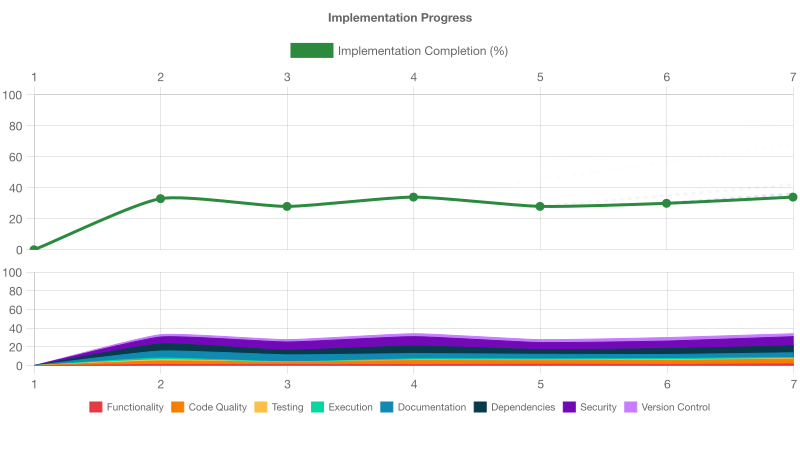 Implementation Progress
Implementation Completion (%)
1 2 3 4 5 6 7
100
80
60
40
20
0
100
80
60
40
20
0
1 2 3 4 5 6 7
Functionality Code Quality Testing Execution Documentation Dependencies Security Version Control